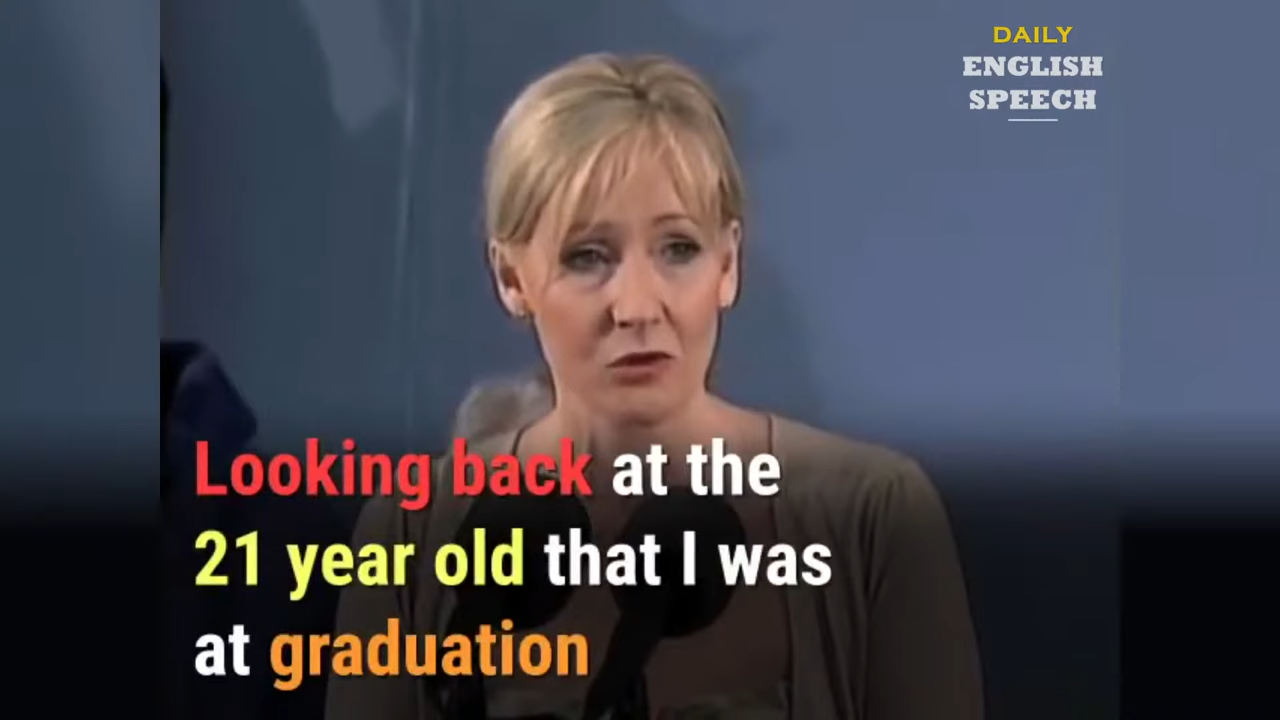 DAILY
ENGLISH
SPEECH
Looking back at the
21 year old that I was
at graduation